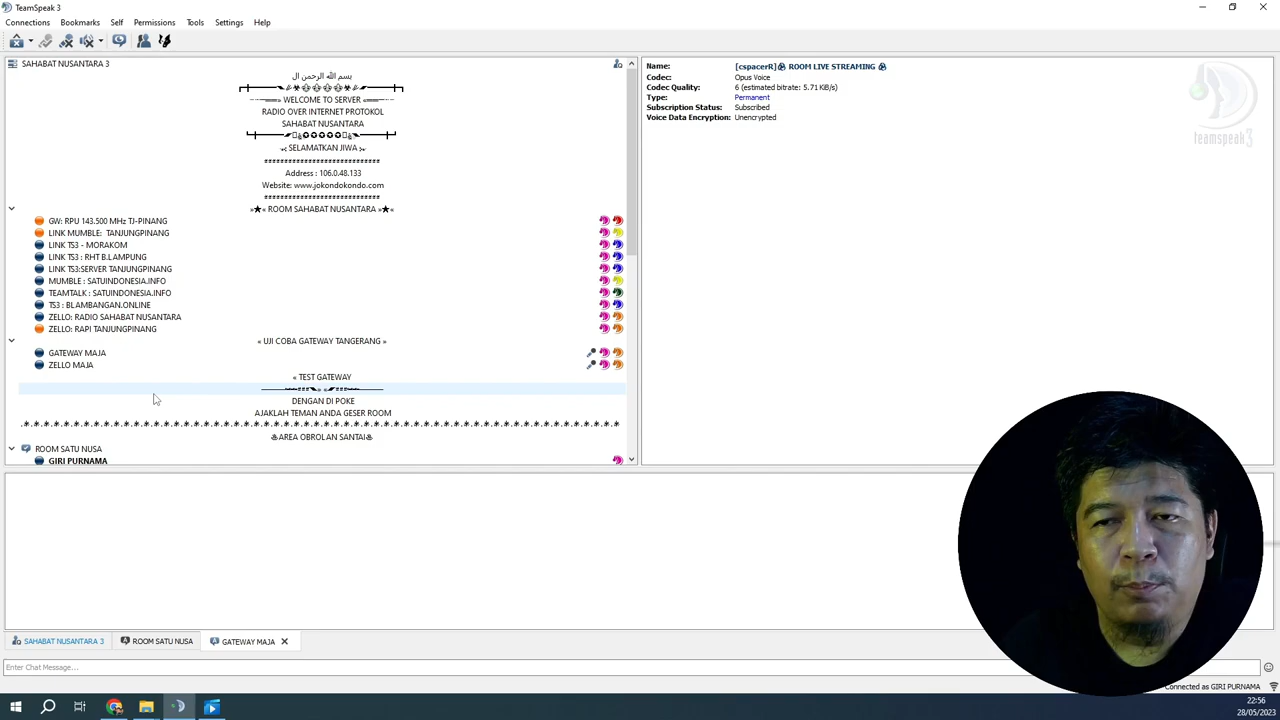 TeamSpeak 3
Connections Bookmarks Self Permissions Tools Settings Help
SAHABAT NUSANTARA 3
بسم الله الرحمن ال
WELCOME TO SERVER
RADIO OVER INTERNET PROTOKOL
SAHABAT NUSANTARA
SELAMATKAN JIWA
Address : 106.0.48.133
Website: www.jokondokondo.com
»★« ROOM SAHABAT NUSANTARA »★«
GW: RPU 143.500 MHz TJ-PINANG
LINK MUMBLE: TANJUNGPINANG
LINK TS3 - MORAKOM
LINK TS3 : RHT B.LAMPUNG
LINK TS3:SERVER TANJUNGPINANG
MUMBLE : SATUINDONESIA.INFO
TEAMTALK : SATUINDONESIA.INFO
TS3 : BLAMBANGAN.ONLINE
ZELLO: RADIO SAHABAT NUSANTARA
ZELLO: RAPI TANJUNGPINANG
« UJI COBA GATEWAY TANGERANG »
GATEWAY MAJA
ZELLO MAJA
« TEST GATEWAY
DENGAN DI POKE
AJAKLAH TEMAN ANDA GESER ROOM
AREA OBROLAN SANTAI
ROOM SATU NUSA
GIRI PURNAMA
Name: [cspacerR] ROOM LIVE STREAMING
Codec: Opus Voice
Codec Quality: 6 (estimated bitrate: 5.71 KiB/s)
Type: Permanent
Subscription Status: Subscribed
Voice Data Encryption: Unencrypted
teamspeak3
SAHABAT NUSANTARA 3 ROOM SATU NUSA GATEWAY MAJA
Enter Chat Message...
Connected as GIRI PURNAMA
22:56
28/05/2023